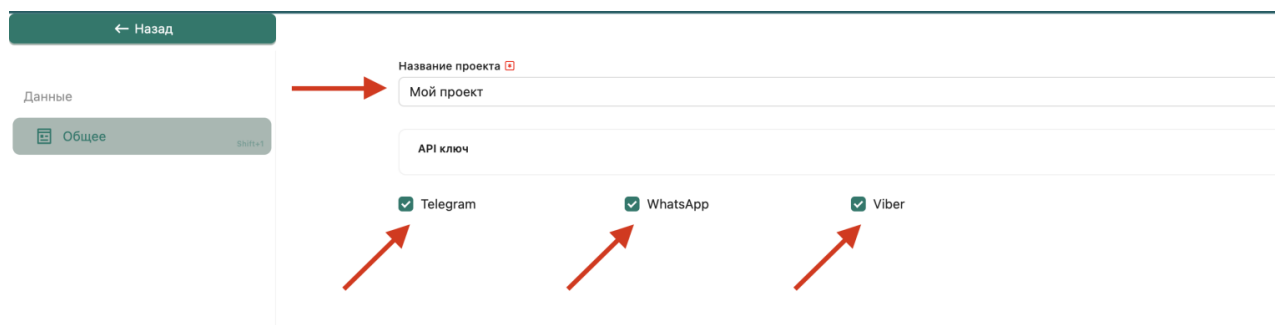 ← Назад
Название проекта
Мой проект
Данные
Общее
Shift+1
API ключ
Telegram
WhatsApp
Viber